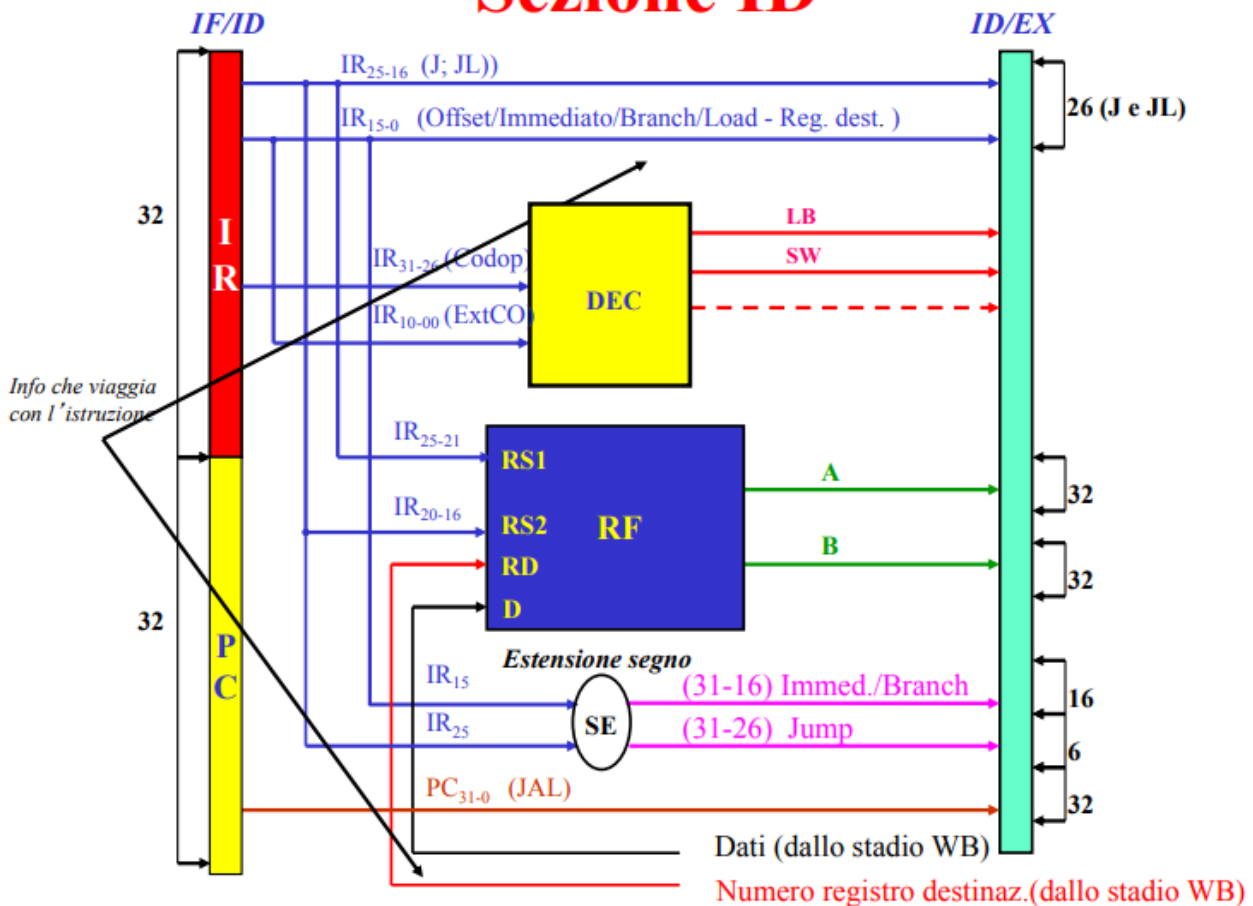 Sezione ID
IF/ID
ID/EX
IR25-16 (J; JL))
26 (J e JL)
IR15-0 (Offset/Immediato/Branch/Load - Reg. dest. )
32
I
R
LB
IR31-26 (Codop)
SW
DEC
IR10-00 (ExtCO)
Info che viaggia
con l'istruzione
IR25-21
RS1
A
32
IR20-16
RS2
RF
B
RD
32
D
32
P
C
Estensione segno
IR15
(31-16) Immed./Branch
16
IR25
SE
(31-26) Jump
6
PC31-0 (JAL)
32
Dati (dallo stadio WB)
Numero registro destinaz.(dallo stadio WB)